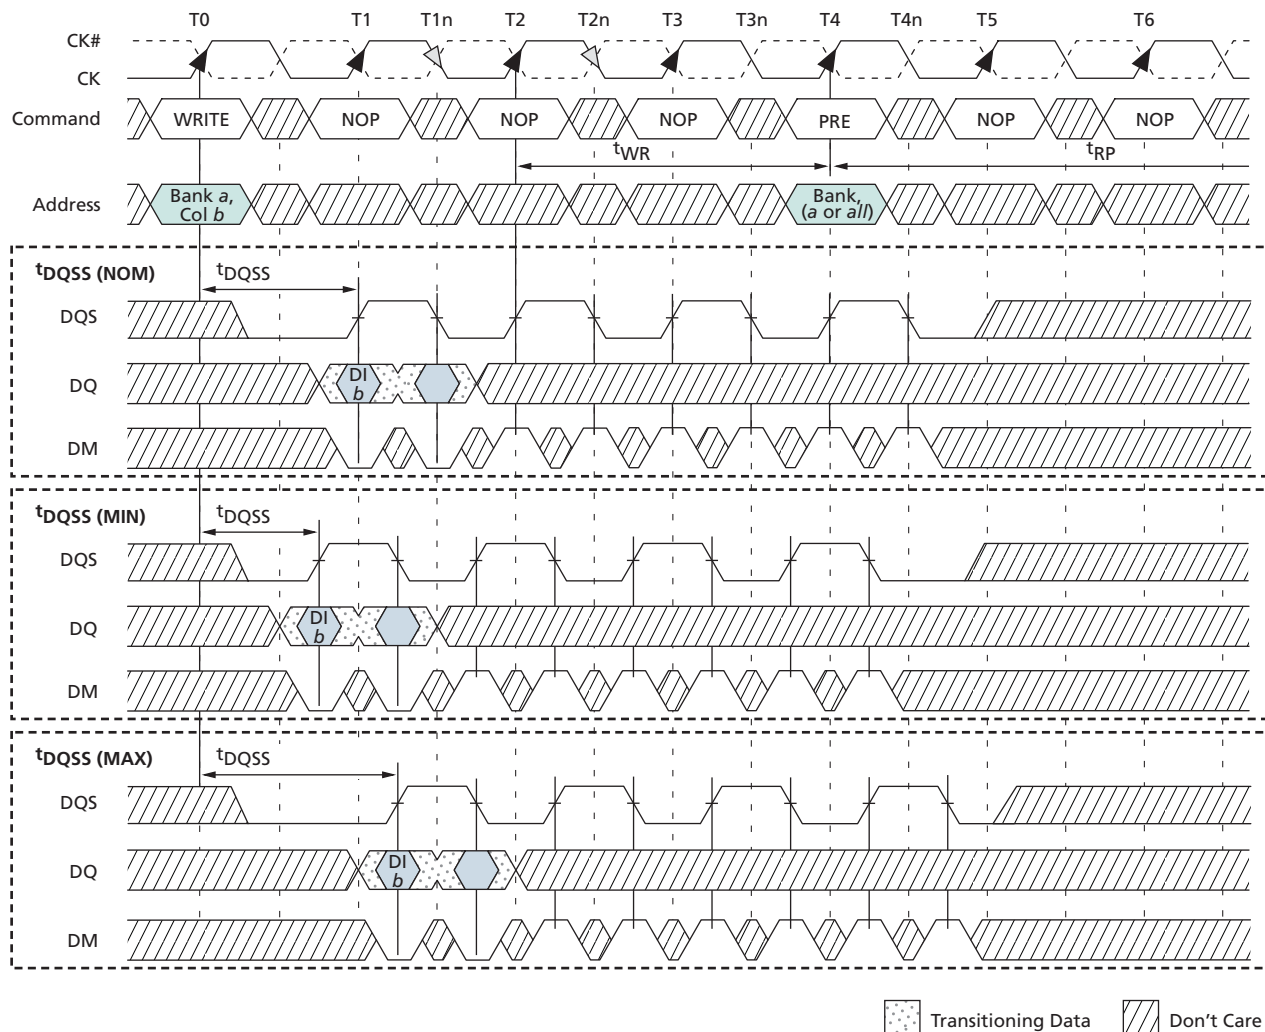 T0 T1 T1n T2 T2n T3 T3n T4 T4n T5 T6
CK#
CK
Command WRITE NOP NOP NOP PRE NOP NOP
tWR tRP
Address Bank a, Col b Bank, (a or all)
tDQSS (NOM) tDQSS
DQS
DQ DI b
DM
tDQSS (MIN) tDQSS
DQS
DQ DI b
DM
tDQSS (MAX) tDQSS
DQS
DQ DI b
DM
Transitioning Data Don't Care